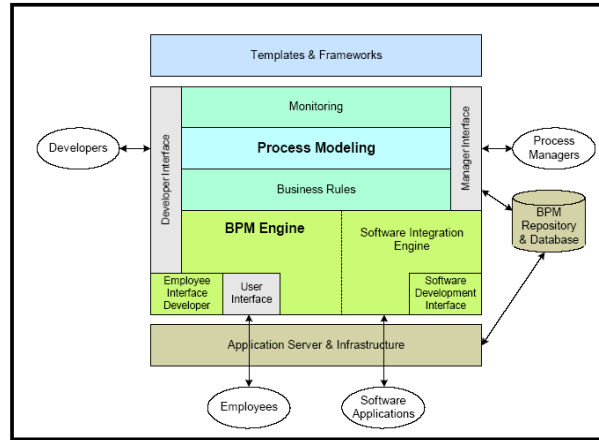 Templates & Frameworks
Monitoring
Developers
Developer Interface
Process Modeling
Manager Interface
Process
Managers
Business Rules
BPM
Repository
& Database
BPM Engine
Software Integration
Engine
Employee
Interface
Developer
User
Interface
Software
Development
Interface
Application Server & Infrastructure
Employees
Software
Applications